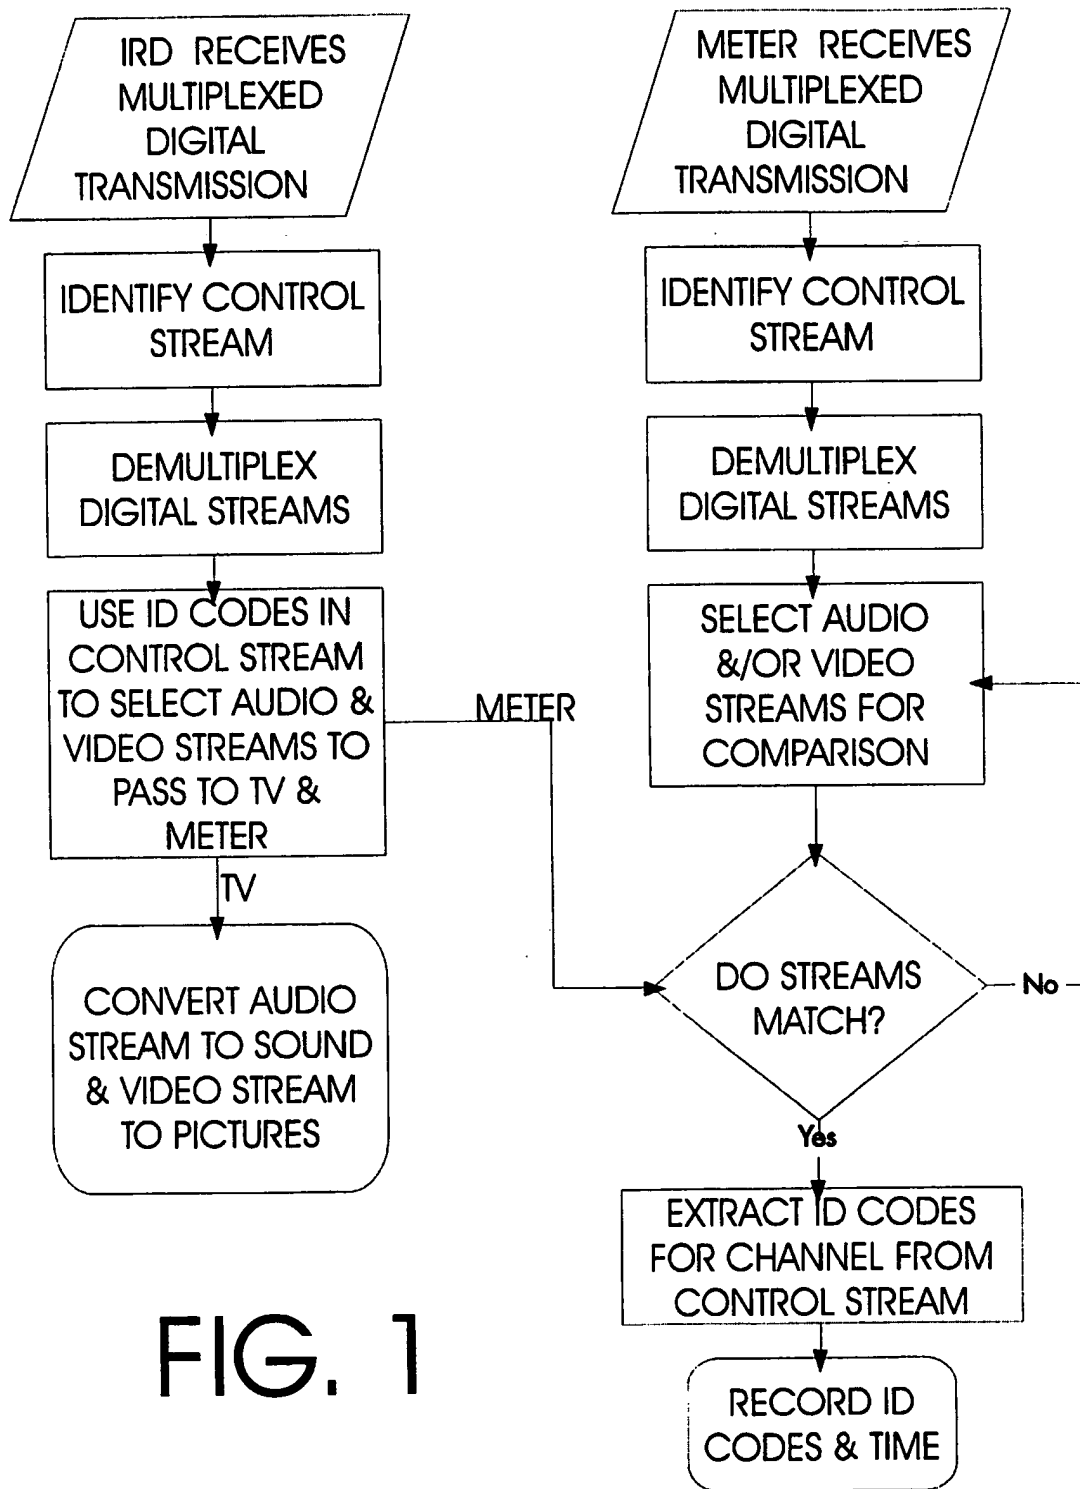 IRD RECEIVES
MULTIPLEXED
DIGITAL
TRANSMISSION
IDENTIFY CONTROL
STREAM
DEMULTIPLEX
DIGITAL STREAMS
USE ID CODES IN
CONTROL STREAM
TO SELECT AUDIO &
VIDEO STREAMS TO
PASS TO TV &
METER
TV
CONVERT AUDIO
STREAM TO SOUND
& VIDEO STREAM
TO PICTURES
METER
METER RECEIVES
MULTIPLEXED
DIGITAL
TRANSMISSION
IDENTIFY CONTROL
STREAM
DEMULTIPLEX
DIGITAL STREAMS
SELECT AUDIO
&/OR VIDEO
STREAMS FOR
COMPARISON
DO STREAMS
MATCH?
No
Yes
EXTRACT ID CODES
FOR CHANNEL FROM
CONTROL STREAM
RECORD ID
CODES & TIME
FIG. 1